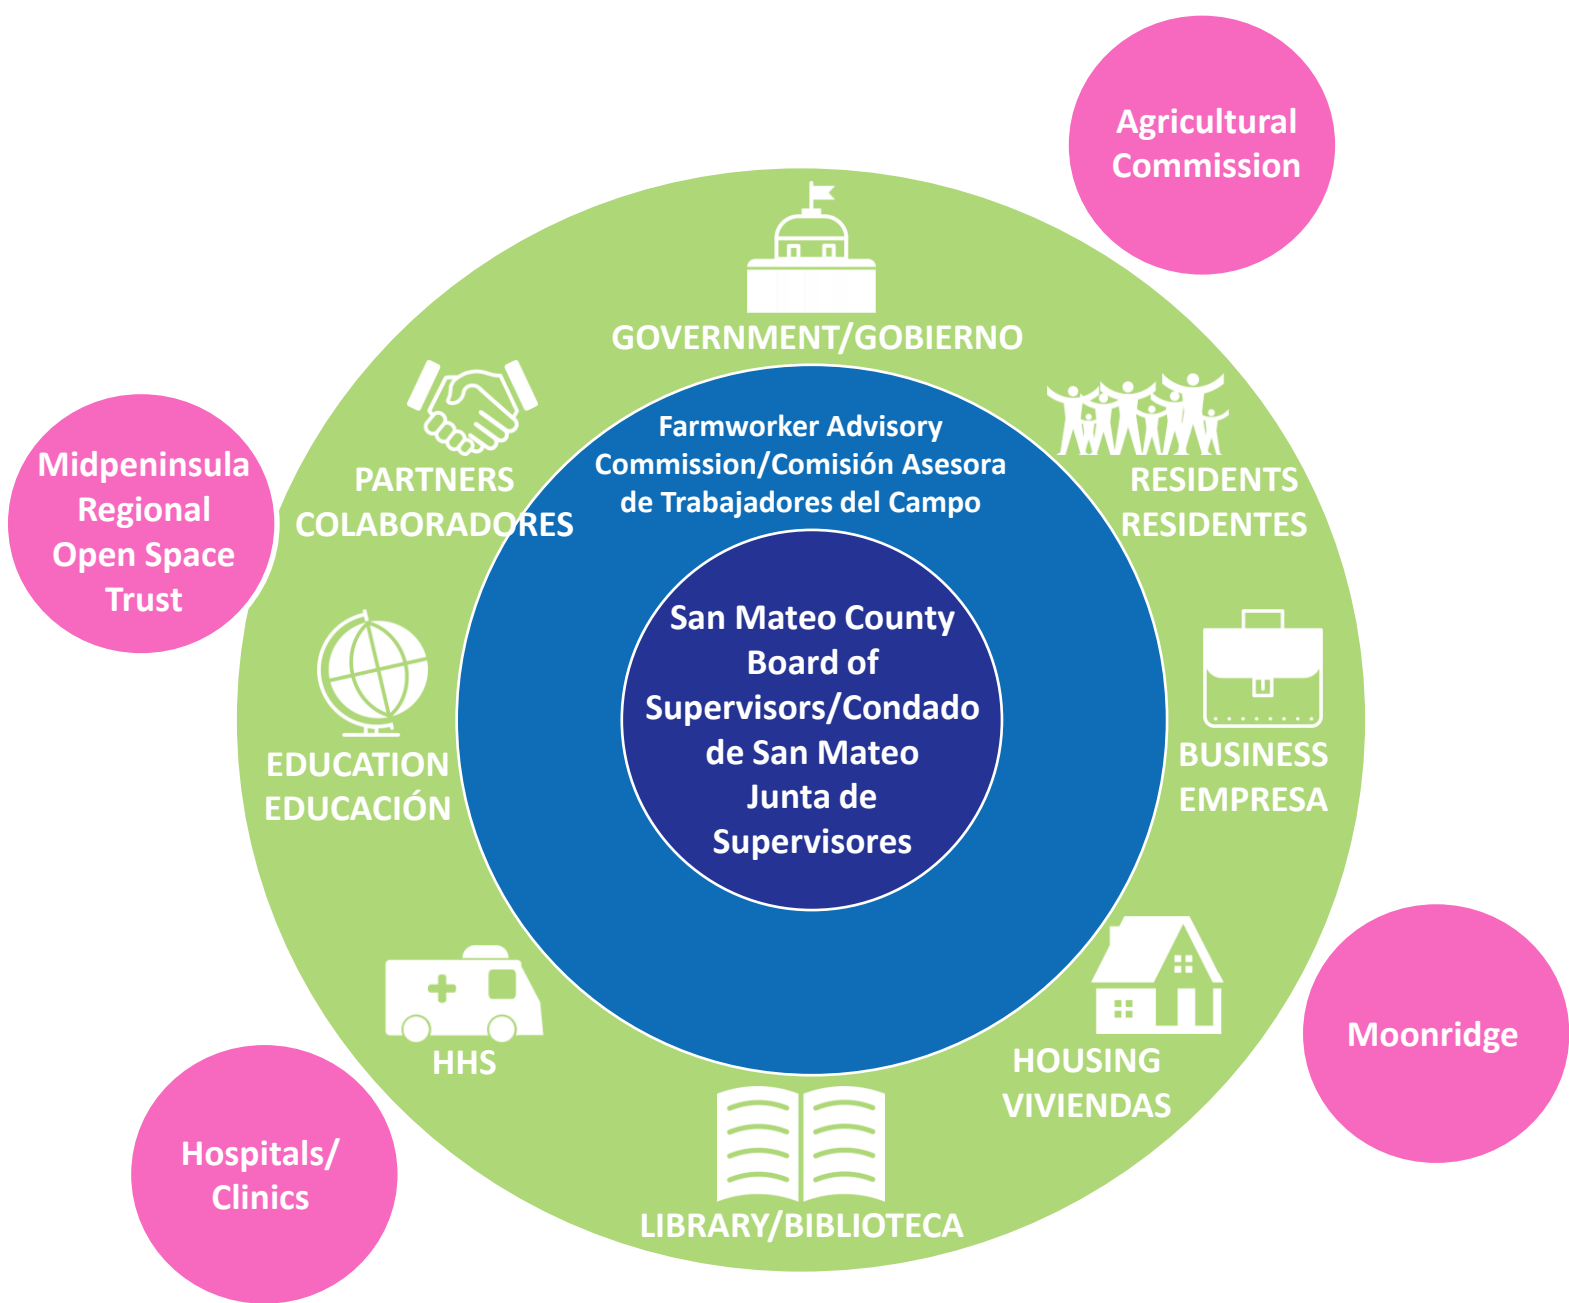 Agricultural
Commission
GOVERNMENT/GOBIERNO
PARTNERS
COLABORADORES
RESIDENTS
RESIDENTES
Farmworker Advisory
Commission/Comisión Asesora
de Trabajadores del Campo
Midpeninsula
Regional
Open Space
Trust
San Mateo County
Board of
Supervisors/Condado
de San Mateo
Junta de
Supervisores
EDUCATION
EDUCACIÓN
BUSINESS
EMPRESA
HHS
HOUSING
VIVIENDAS
Moonridge
Hospitals/
Clinics
LIBRARY/BIBLIOTECA